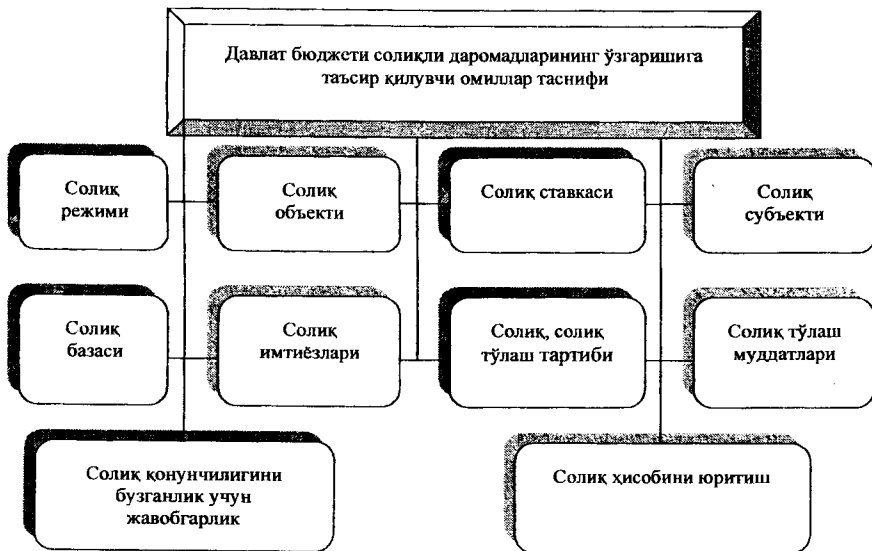 Давлат бюджети солиқли даромадларининг ўзгаришига
таъсир қилувчи омиллар таснифи
Солиқ
режими
Солиқ
объекти
Солиқ ставкаси
Солиқ
субъекти
Солиқ
базаси
Солиқ
имтиёзлари
Солиқ, солиқ
тўлаш тартиби
Солиқ тўлаш
муддатлари
Солиқ қонунчилигини
бузганлик учун
жавобгарлик
Солиқ ҳисобини юритиш